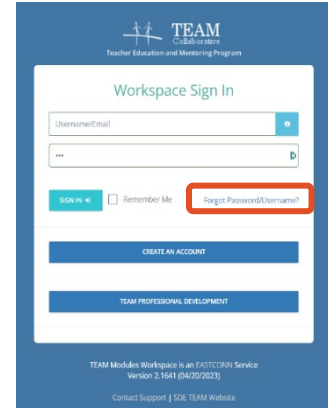 TEAM
Collaborative
Teacher Education and Mentoring Program
Workspace Sign In
Username/Email
•••
SIGN IN
Remember Me
Forgot Password/Username?
CREATE AN ACCOUNT
TEAM PROFESSIONAL DEVELOPMENT
TEAM Modules Workspace is an EASTCONN Service
Version 2.1641 (04/20/2023)
Contact Support | SDE TEAM Website